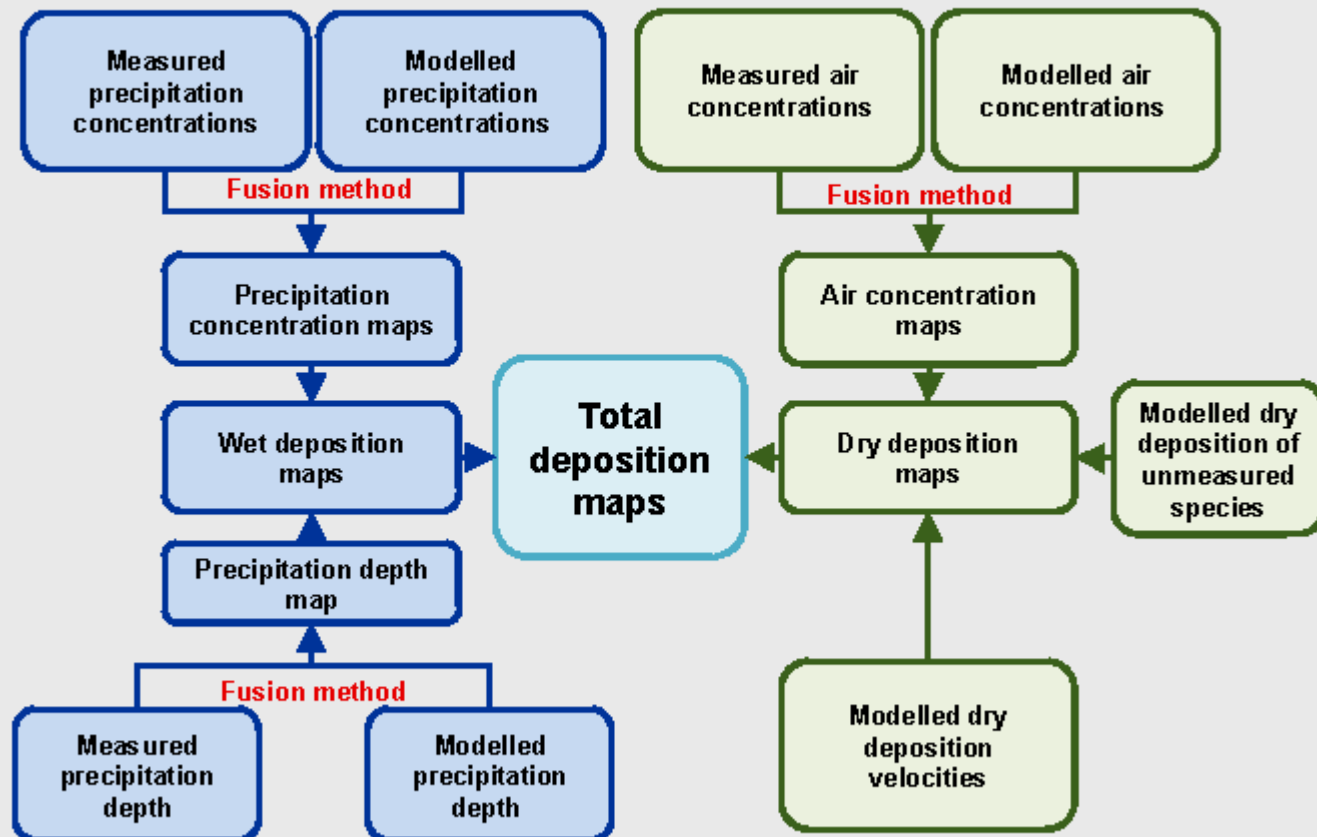 Measured
precipitation
concentrations
Modelled
precipitation
concentrations
Fusion method
Precipitation
concentration maps
Wet deposition
maps
Precipitation depth
map
Fusion method
Measured
precipitation
depth
Modelled
precipitation
depth
Total
deposition
maps
Measured air
concentrations
Modelled air
concentrations
Fusion method
Air concentration
maps
Dry deposition
maps
Modelled dry
deposition of
unmeasured
species
Modelled dry
deposition
velocities